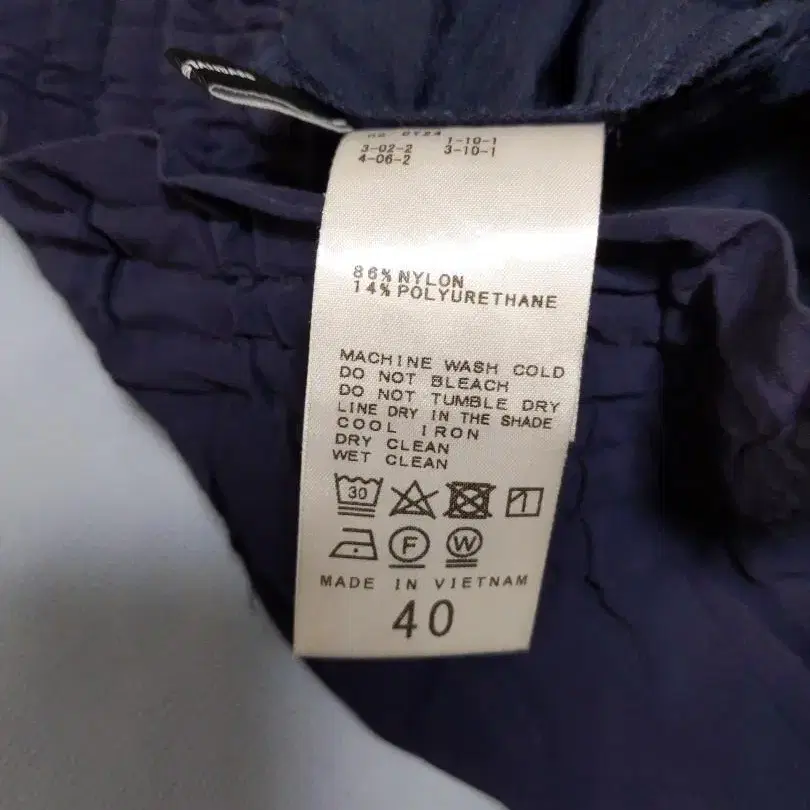 3-02-2 1-10-1
4-06-2 3-10-1
86% NYLON
14% POLYURETHANE
MACHINE WASH COLD
DO NOT BLEACH
DO NOT TUMBLE DRY
LINE DRY IN THE SHADE
COOL IRON
DRY CLEAN
WET CLEAN
30
F W
MADE IN VIETNAM
40